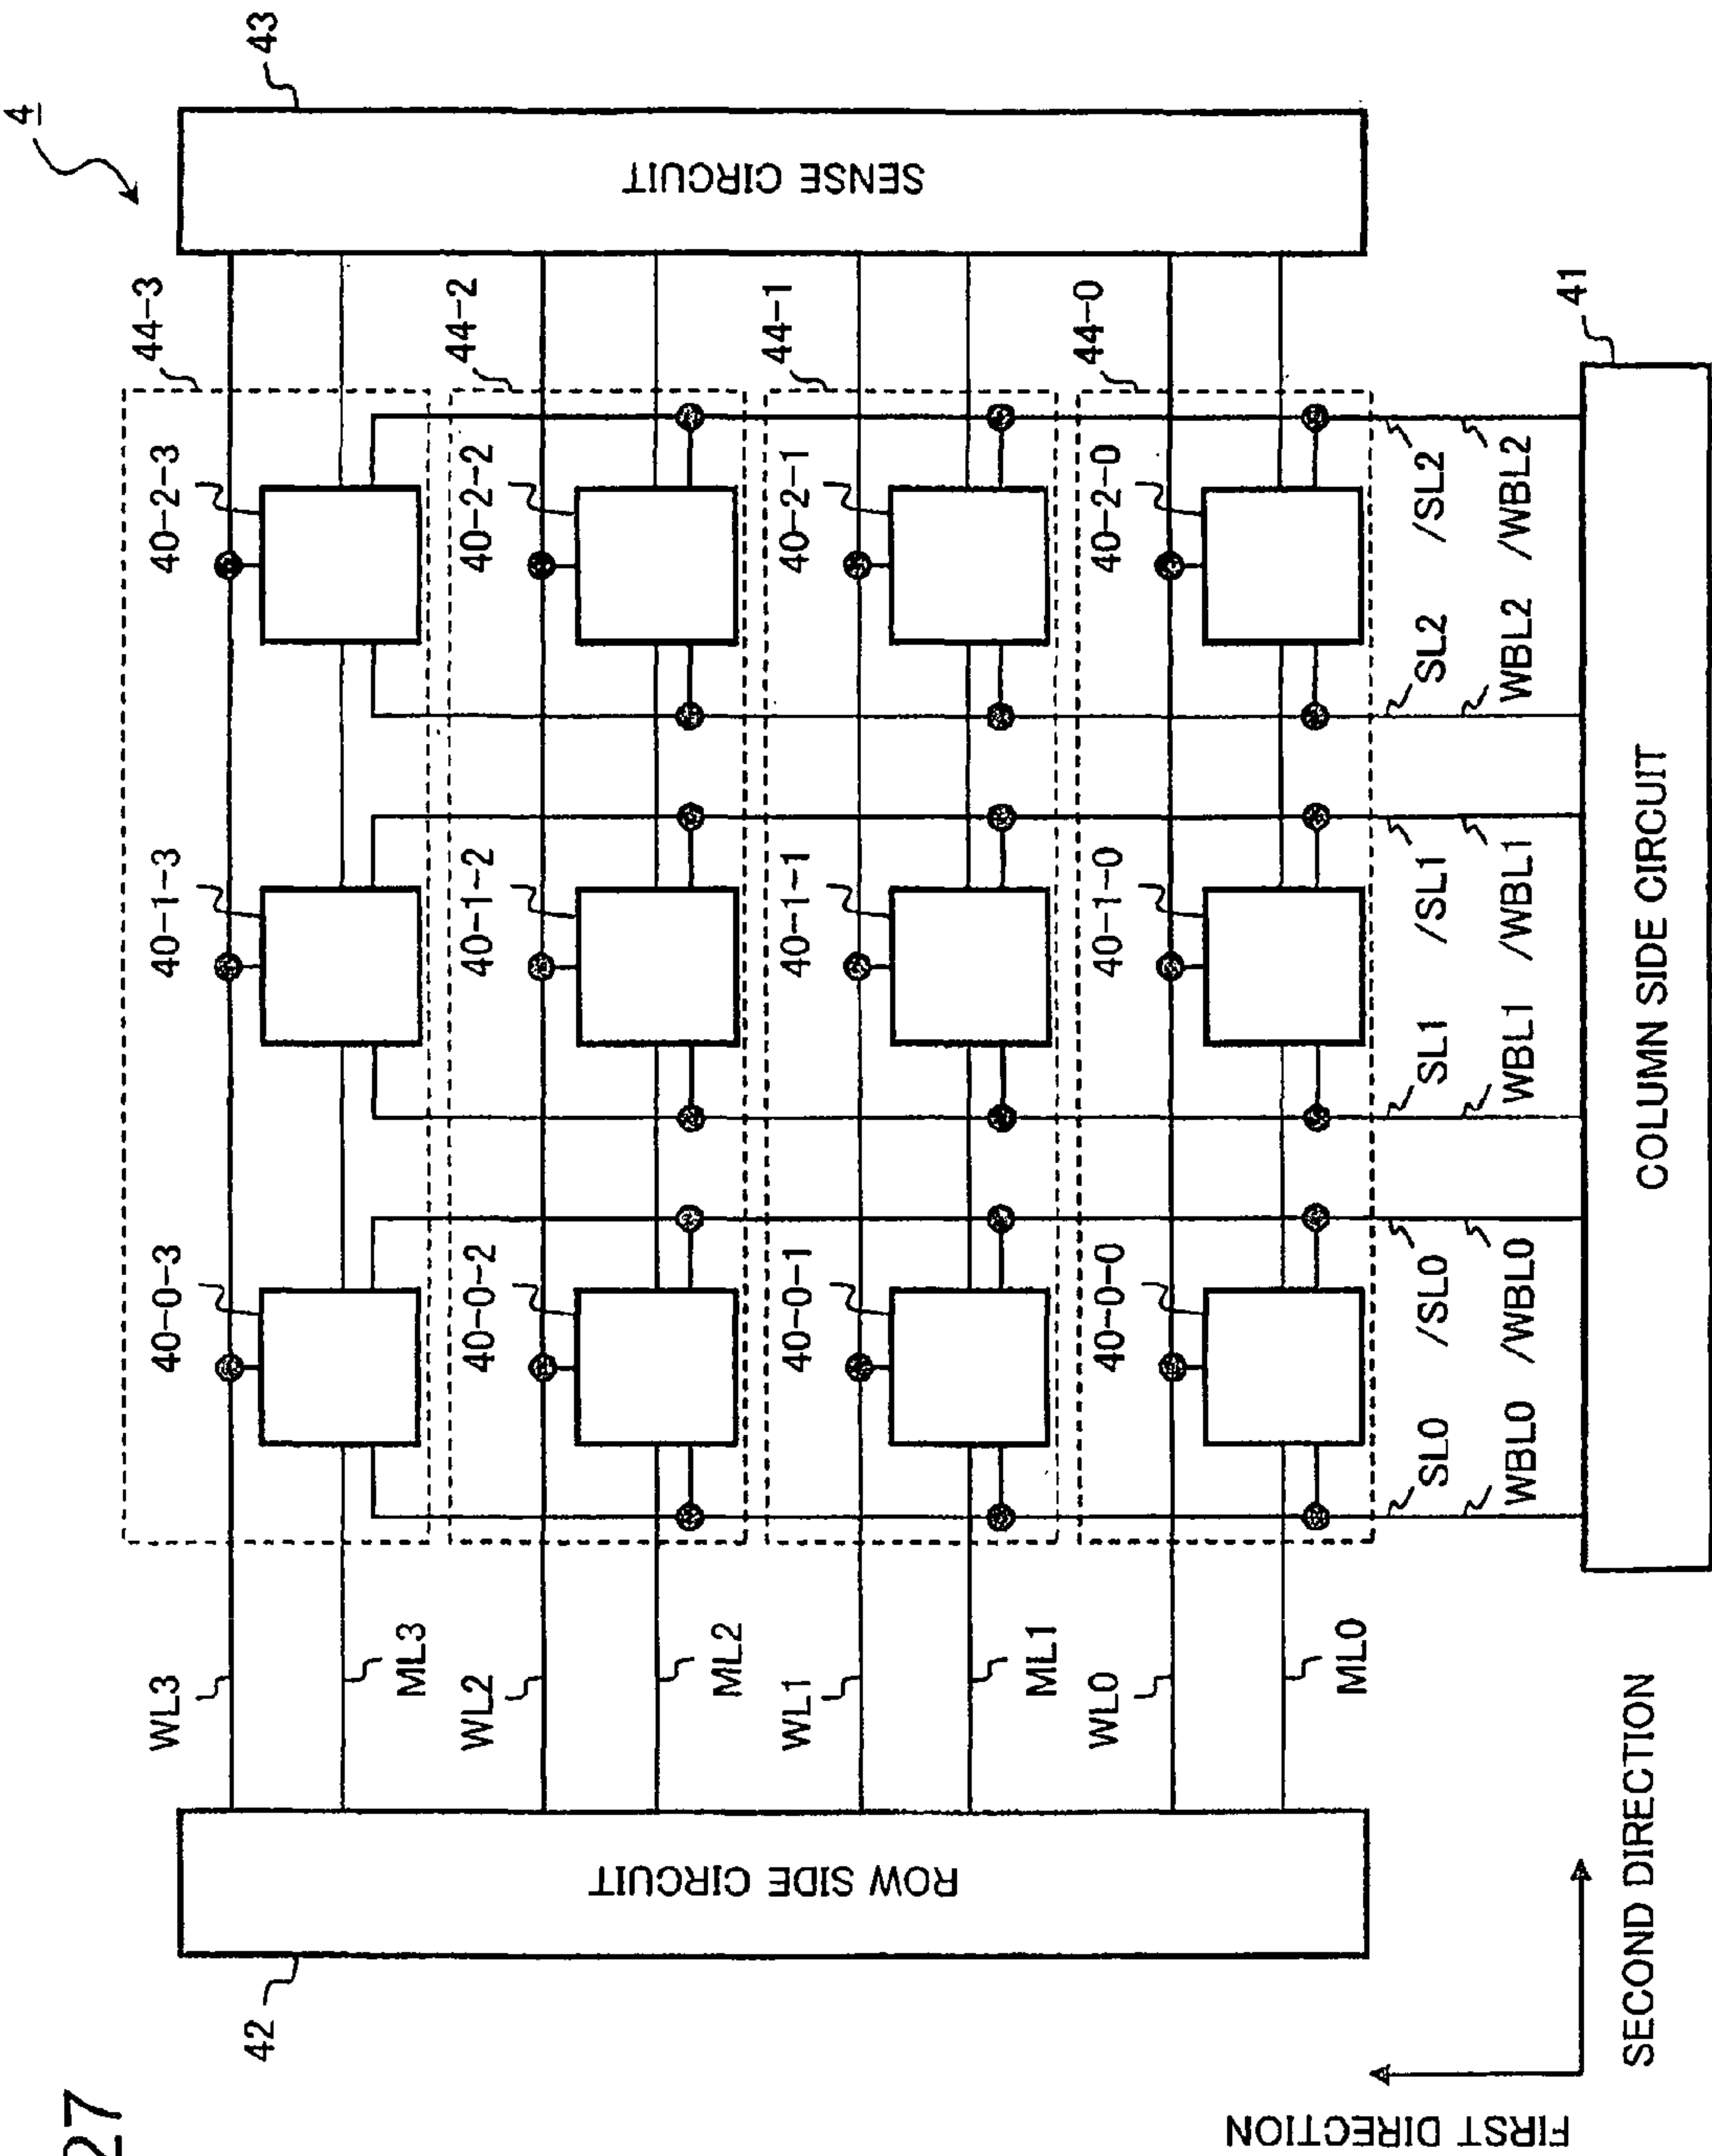 27
4
42
43
ROW SIDE CIRCUIT
SENSE CIRCUIT
WL3
40-0-3
40-1-3
40-2-3
44-3
ML3
WL2
40-0-2
40-1-2
40-2-2
44-2
ML2
WL1
40-0-1
40-1-1
40-2-1
44-1
ML1
WL0
40-0-0
40-1-0
40-2-0
44-0
ML0
SL0 /SL0
SL1 /SL1
SL2 /SL2
WBL0 /WBL0
WBL1 /WBL1
WBL2 /WBL2
41
COLUMN SIDE CIRCUIT
FIRST DIRECTION
SECOND DIRECTION